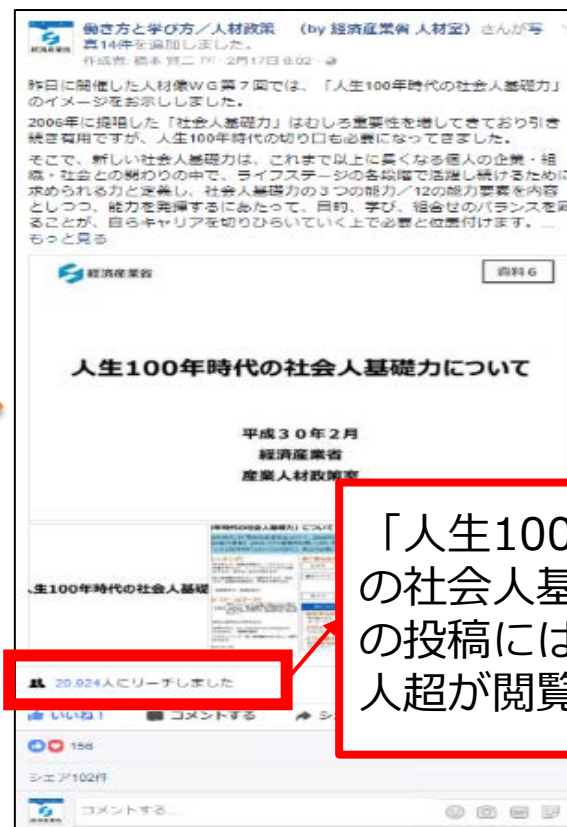 働き方と学び方／人材政策 （by 経済産業省 人材室）さんが写
真14件を追加しました。
2月17日 6:02
昨日に開催した人材像WG第7回では、「人生100年時代の社会人基礎力」
のイメージをお示ししました。
2006年に提唱した「社会人基礎力」はむしろ重要性を増してきており引き
続き有用ですが、人生100年時代の切り口も必要になってきました。
そこで、新しい社会人基礎力は、これまで以上に長くなる個人の企業・組
織・社会との関わりの中で、ライフステージの各段階で活躍し続けるために
求められる力と定義し、社会人基礎力の3つの能力／12の能力要素を内容
としつつ、能力を発揮するにあたって、目的、学び、組合せのバランスを図
ることが、自らキャリアを切りひらいていく上で必要と位置付けます。...
もっと見る
経済産業省
資料6
人生100年時代の社会人基礎力について
平成30年2月
経済産業省
産業人材政策室
人生100年時代の社会人基礎
「人生100
の社会人基
の投稿には
人超が閲覧
20,924人にリーチしました
いいね！ コメントする シ
156
シェア102件
コメントする...